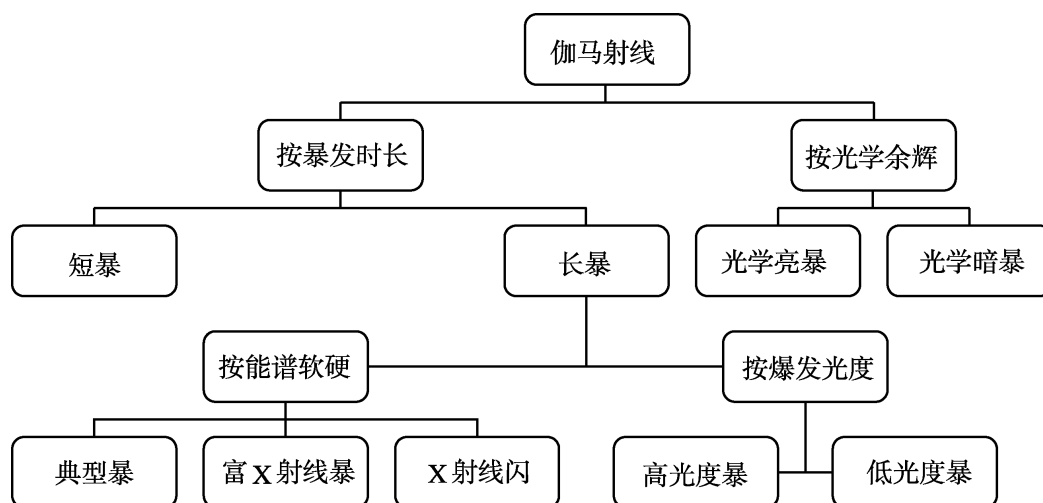 伽马射线
按暴发时长
按光学余辉
短暴
长暴
光学亮暴
光学暗暴
按能谱软硬
按爆发光度
典型暴
富X射线暴
X射线闪
高光度暴
低光度暴